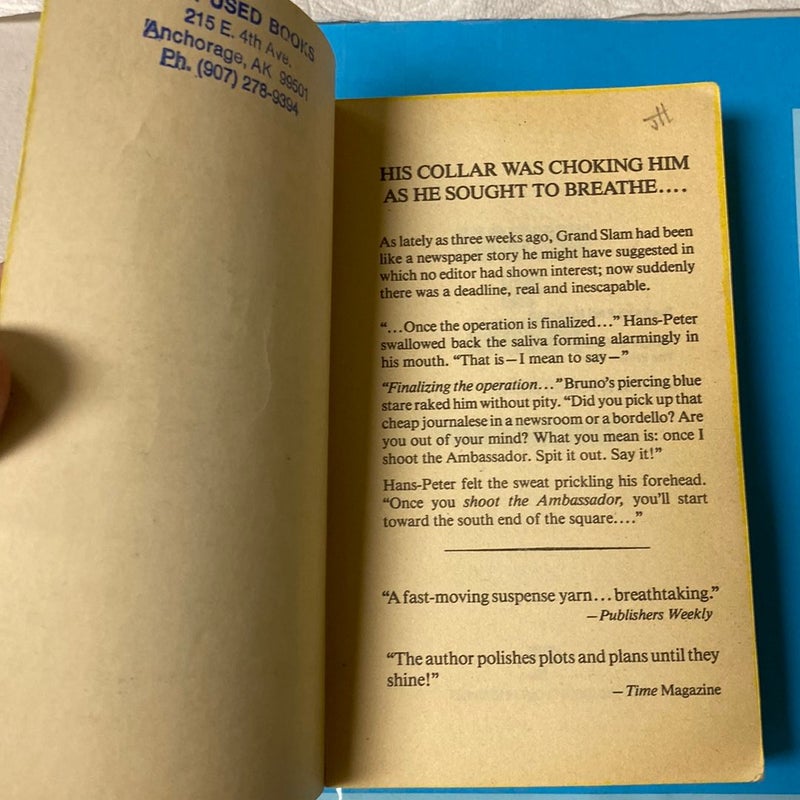 USED BOOKS
215 E. 4th Ave.
Anchorage, AK 99501
Ph. (907) 278-9394
JH
HIS COLLAR WAS CHOKING HIM
AS HE SOUGHT TO BREATHE....
As lately as three weeks ago, Grand Slam had been
like a newspaper story he might have suggested in
which no editor had shown interest; now suddenly
there was a deadline, real and inescapable.
“...Once the operation is finalized...” Hans-Peter
swallowed back the saliva forming alarmingly in
his mouth. “That is—I mean to say—”
“Finalizing the operation...” Bruno’s piercing blue
stare raked him without pity. “Did you pick up that
cheap journalese in a newsroom or a bordello? Are
you out of your mind? What you mean is: once I
shoot the Ambassador. Spit it out. Say it!”
Hans-Peter felt the sweat prickling his forehead.
“Once you shoot the Ambassador, you’ll start
toward the south end of the square....”
“A fast-moving suspense yarn...breathtaking.”
—Publishers Weekly
“The author polishes plots and plans until they
shine!”
—Time Magazine